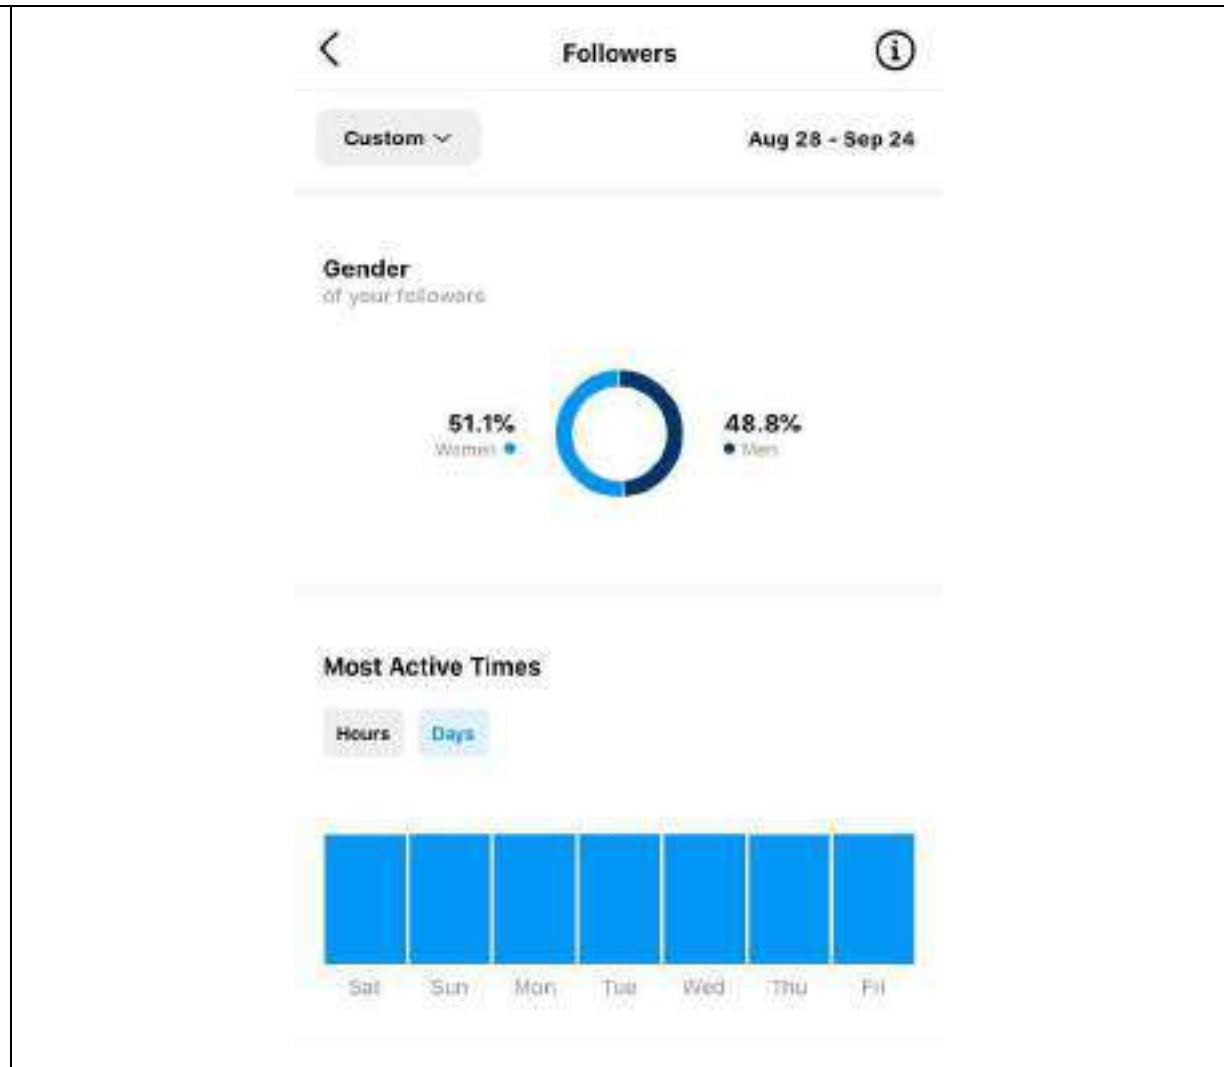 Followers
Custom
Aug 28 - Sep 24
Gender
of your followers
51.1% 48.8%
Women Men
Most Active Times
Hours Days
Sat Sun Mon Tue Wed Thu Fri